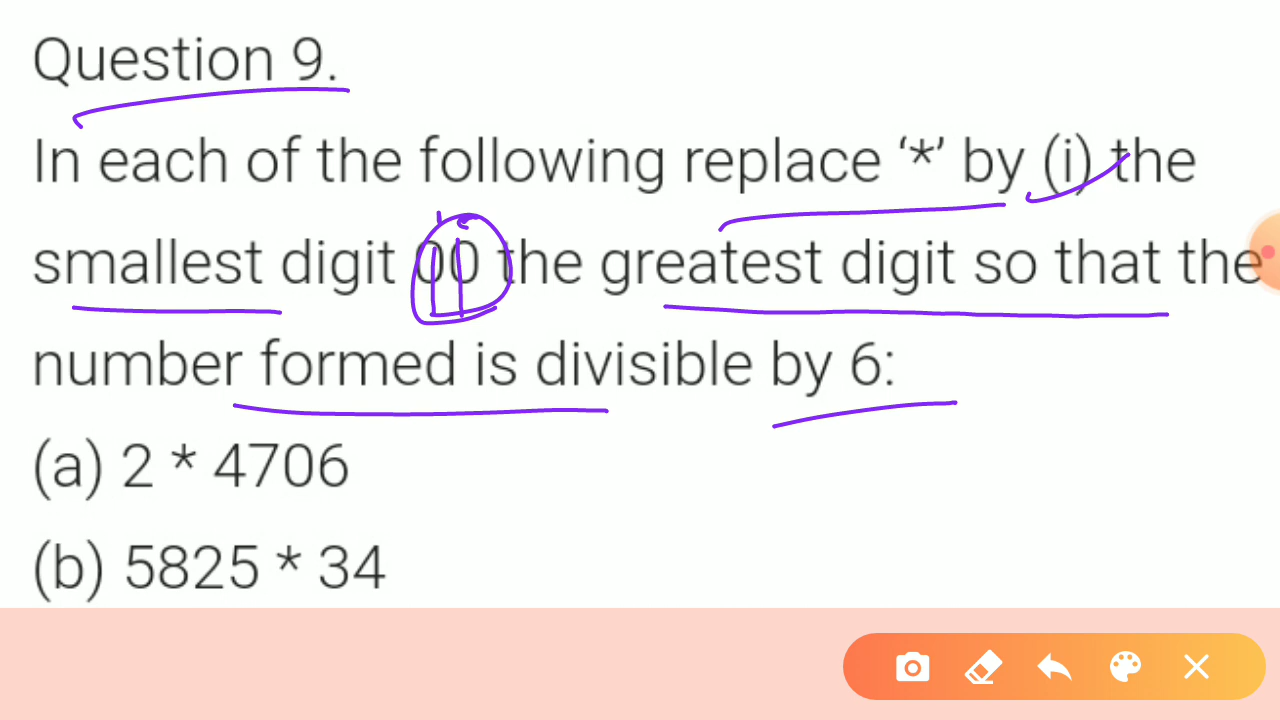 Question 9.
In each of the following replace ‘*’ by (i) the
smallest digit 00 the greatest digit so that the
number formed is divisible by 6:
(a) 2 * 4706
(b) 5825 * 34